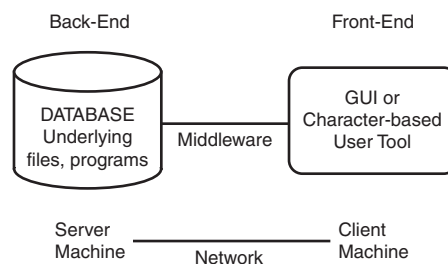 Back-End
Front-End
DATABASE
Underlying
files, programs
Middleware
GUI or
Character-based
User Tool
Server
Machine
Network
Client
Machine